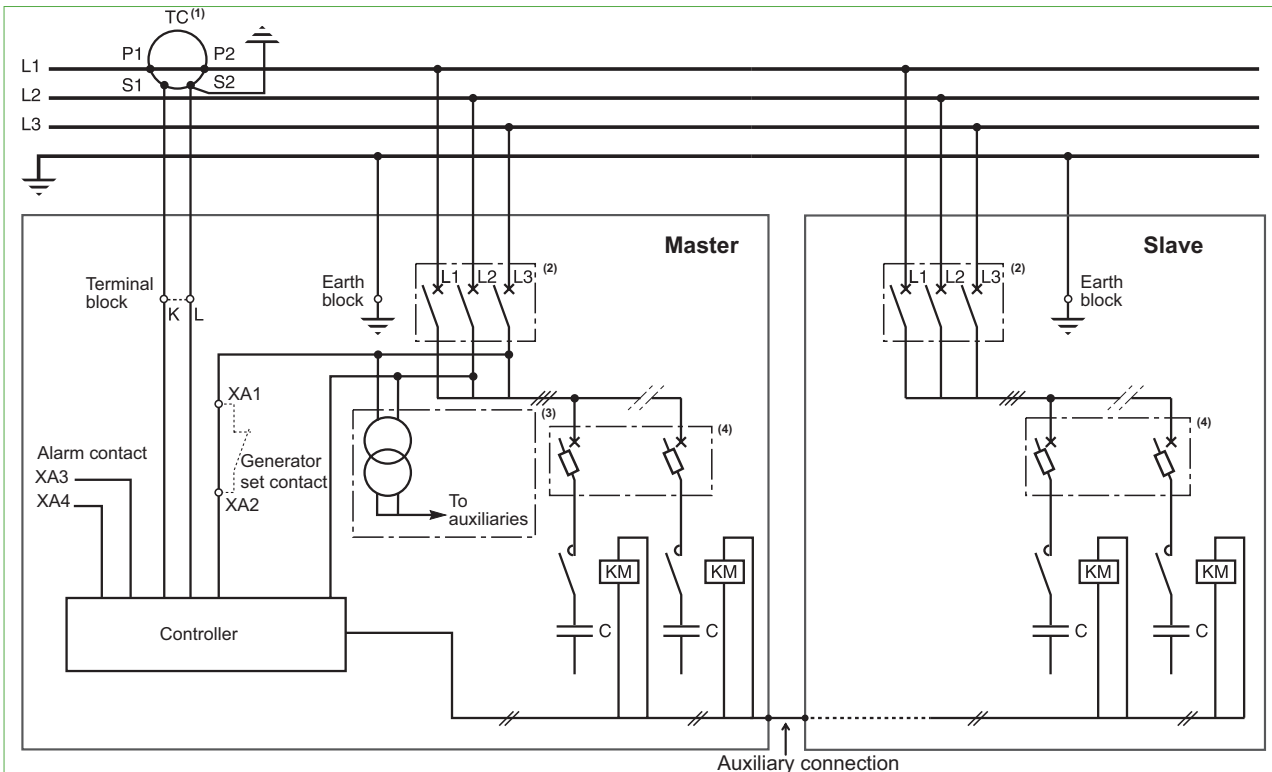 TC(1)
P1
P2
L1
S1
S2
L2
L3
Master
Slave
L1 L2 L3 (2)
L1 L2 L3 (2)
Terminal
block
K
L
Earth
block
Earth
block
XA1
(3)
(4)
(4)
Alarm contact
XA3
XA4
Generator
set contact
XA2
To
auxiliaries
KM
KM
KM
KM
Controller
C
C
C
C
Auxiliary connection